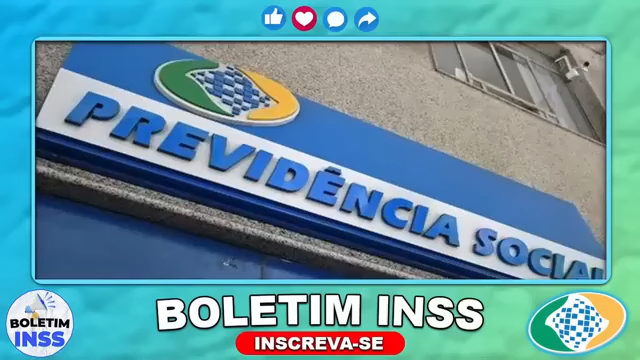 PREVIDÊNCIA SOCIAL
BOLETIM INSS
BOLETIM
INSS
INSCREVA-SE